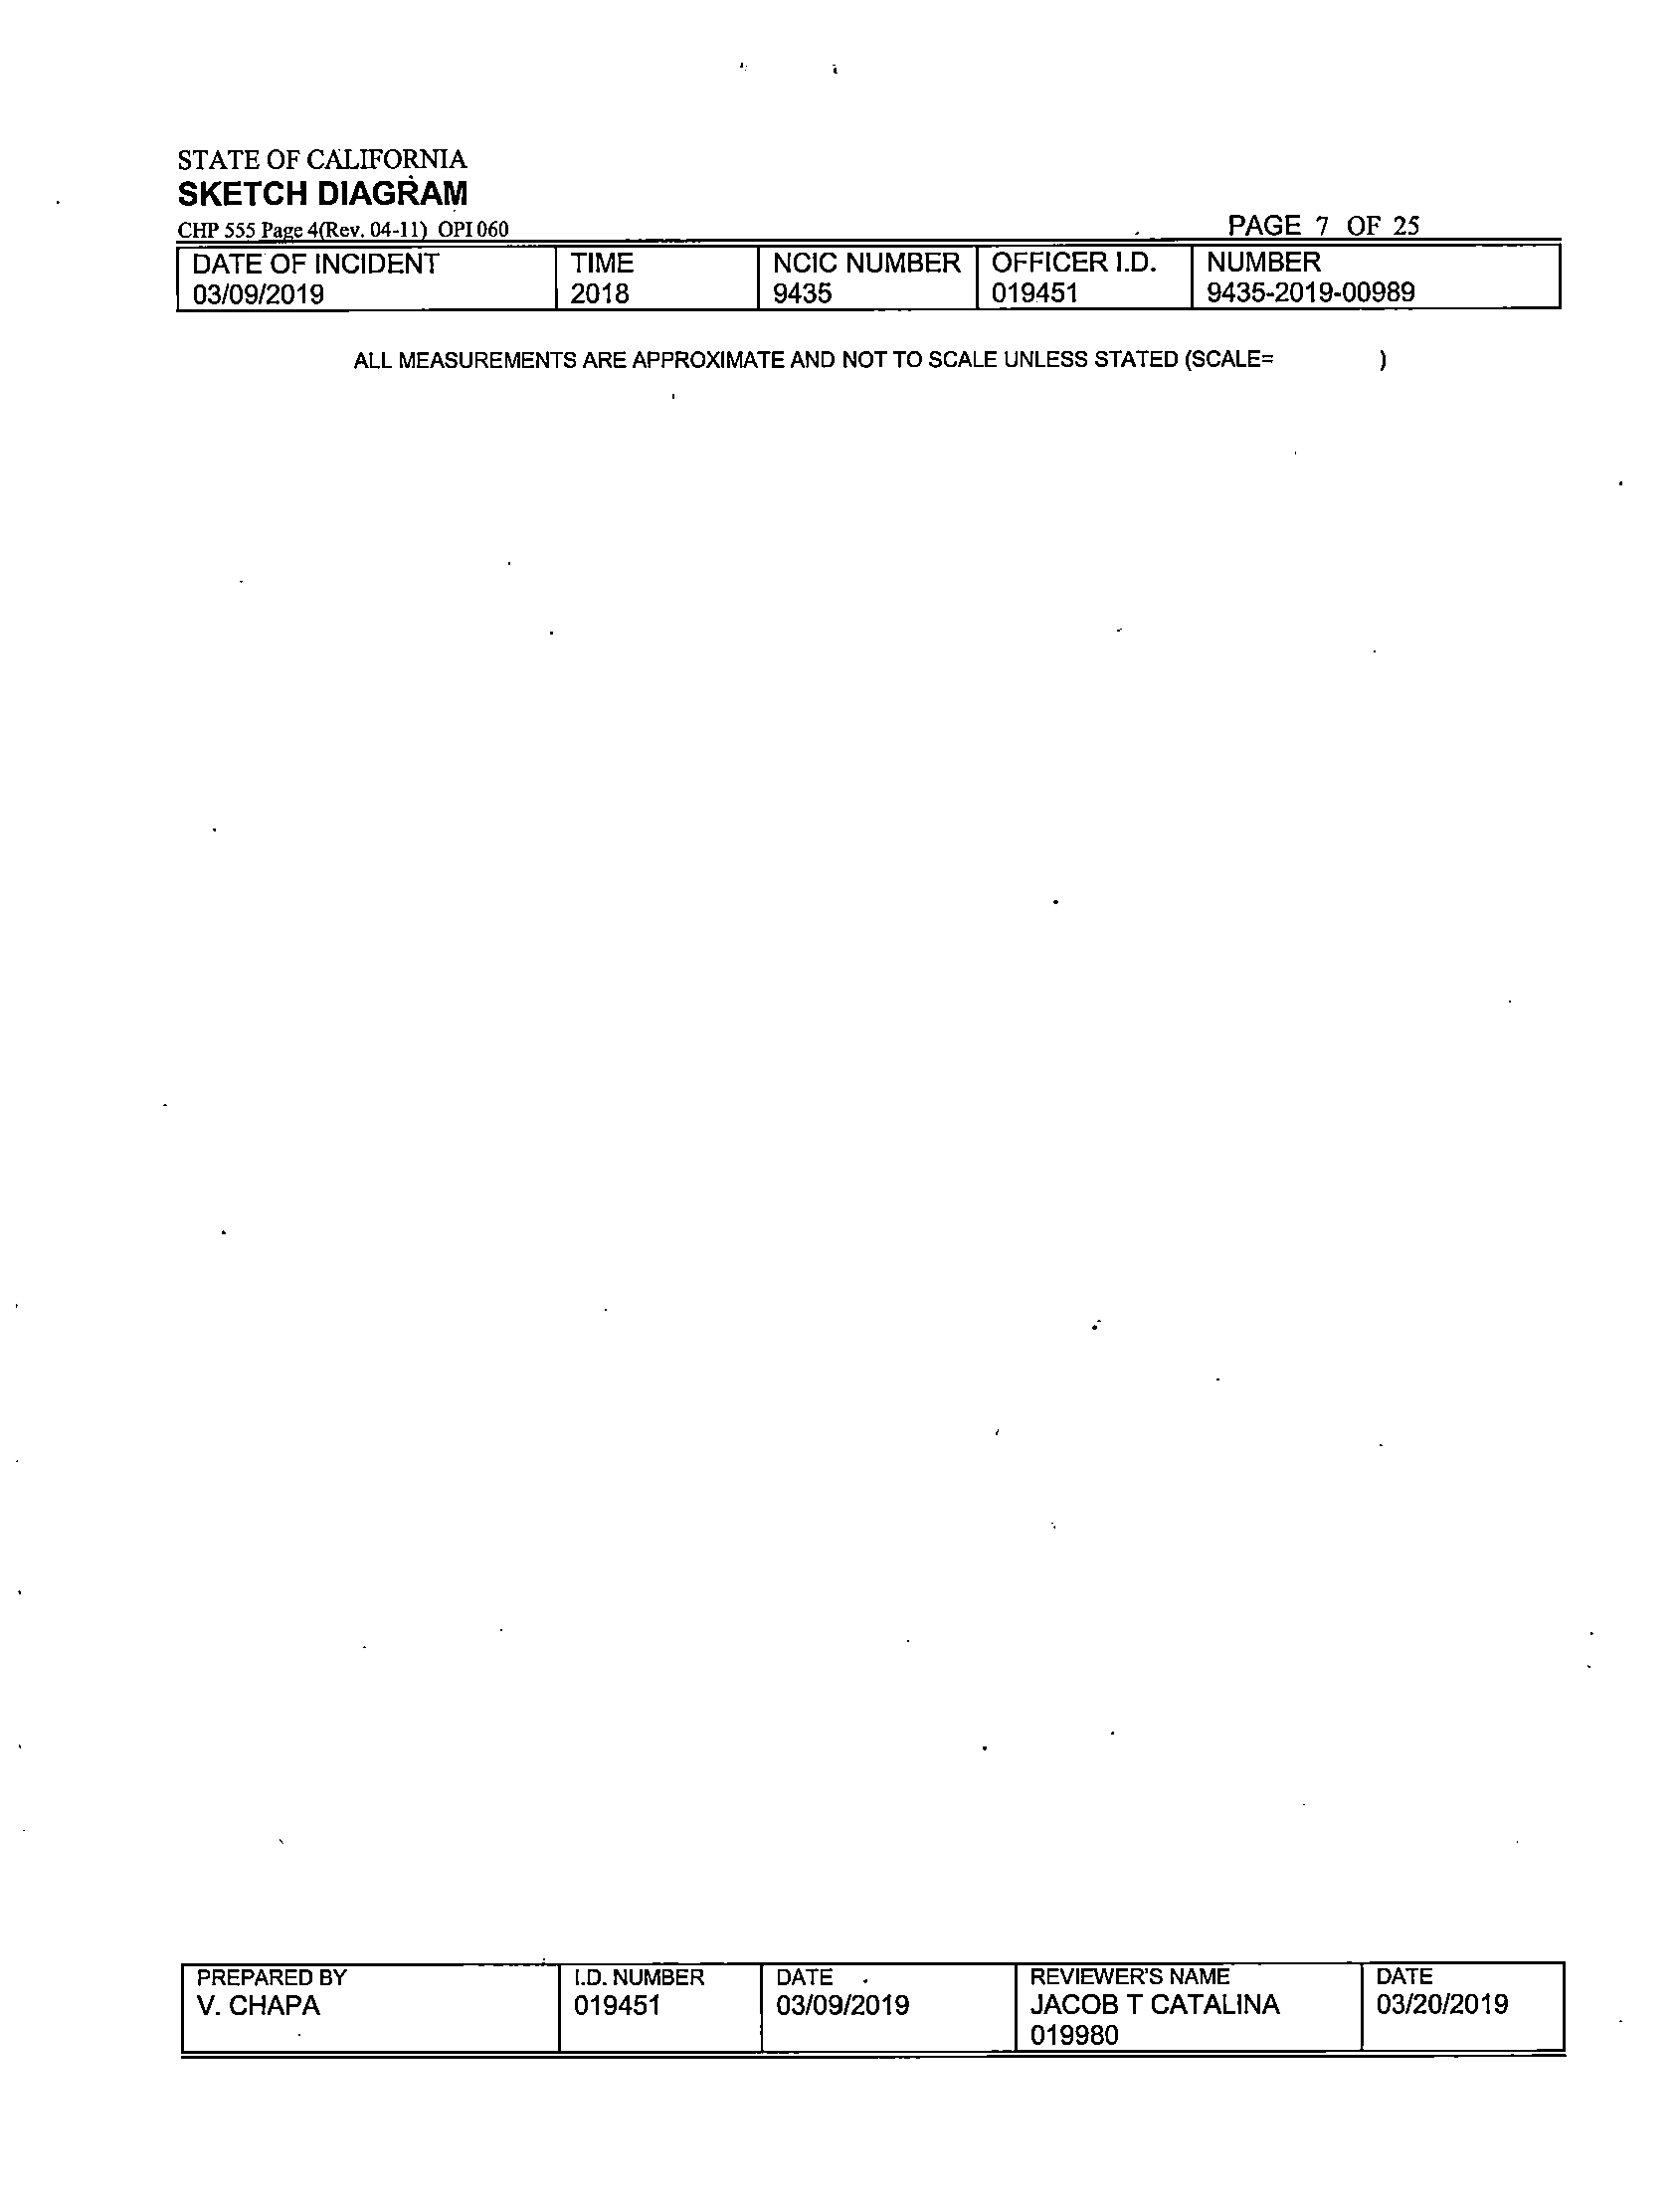 STATE OF CALIFORNIA
SKETCH DIAGRAM
CHP 555 Page 4(Rev. 04-11) OPI 060 PAGE 7 OF 25
DATE OF INCIDENT TIME NCIC NUMBER OFFICER I.D. NUMBER
03/09/2019 2018 9435 019451 9435-2019-00989
ALL MEASUREMENTS ARE APPROXIMATE AND NOT TO SCALE UNLESS STATED (SCALE= )
PREPARED BY I.D. NUMBER DATE REVIEWER'S NAME DATE
V. CHAPA 019451 03/09/2019 JACOB T CATALINA 03/20/2019
019980